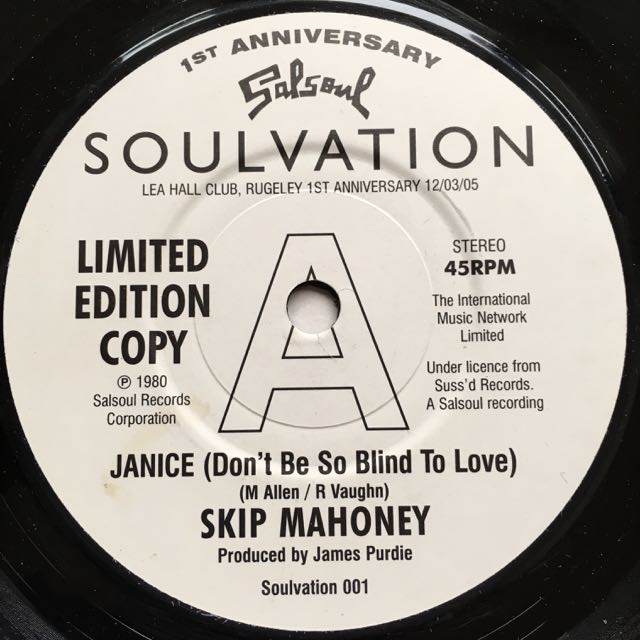 1ST ANNIVERSARY
Salsoul
SOULVATION
LEA HALL CLUB, RUGELEY 1ST ANNIVERSARY 12/03/05
LIMITED
EDITION
COPY
℗ 1980
Salsoul Records
Corporation
A
STEREO
45RPM
The International
Music Network
Limited
Under licence from
Suss'd Records.
A Salsoul recording
JANICE (Don't Be So Blind To Love)
(M Allen / R Vaughn)
SKIP MAHONEY
Produced by James Purdie
Soulvation 001